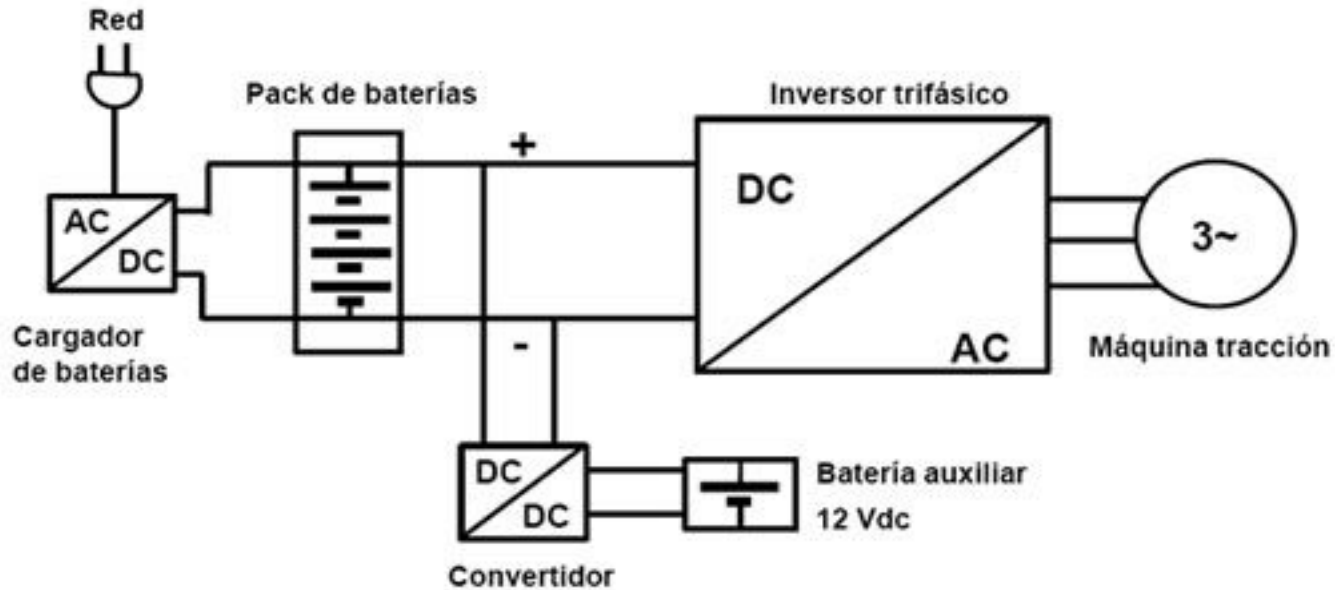 Red
Pack de baterías
Inversor trifásico
+
DC
AC
DC
3~
Cargador
de baterías
-
AC
Máquina tracción
DC
DC
Batería auxiliar
12 Vdc
Convertidor